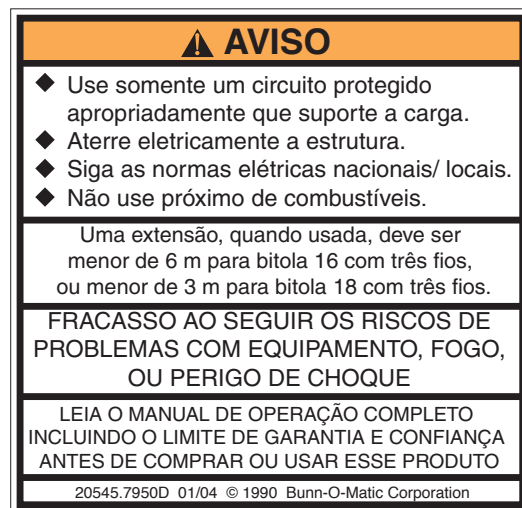 ⚠ AVISO
◆ Use somente um circuito protegido
apropriadamente que suporte a carga.
◆ Aterre eletricamente a estrutura.
◆ Siga as normas elétricas nacionais/ locais.
◆ Não use próximo de combustíveis.
Uma extensão, quando usada, deve ser
menor de 6 m para bitola 16 com três fios,
ou menor de 3 m para bitola 18 com três fios.
FRACASSO AO SEGUIR OS RISCOS DE
PROBLEMAS COM EQUIPAMENTO, FOGO,
OU PERIGO DE CHOQUE
LEIA O MANUAL DE OPERAÇÃO COMPLETO
INCLUINDO O LIMITE DE GARANTIA E CONFIANÇA
ANTES DE COMPRAR OU USAR ESSE PRODUTO
20545.7950D 01/04 © 1990 Bunn-O-Matic Corporation